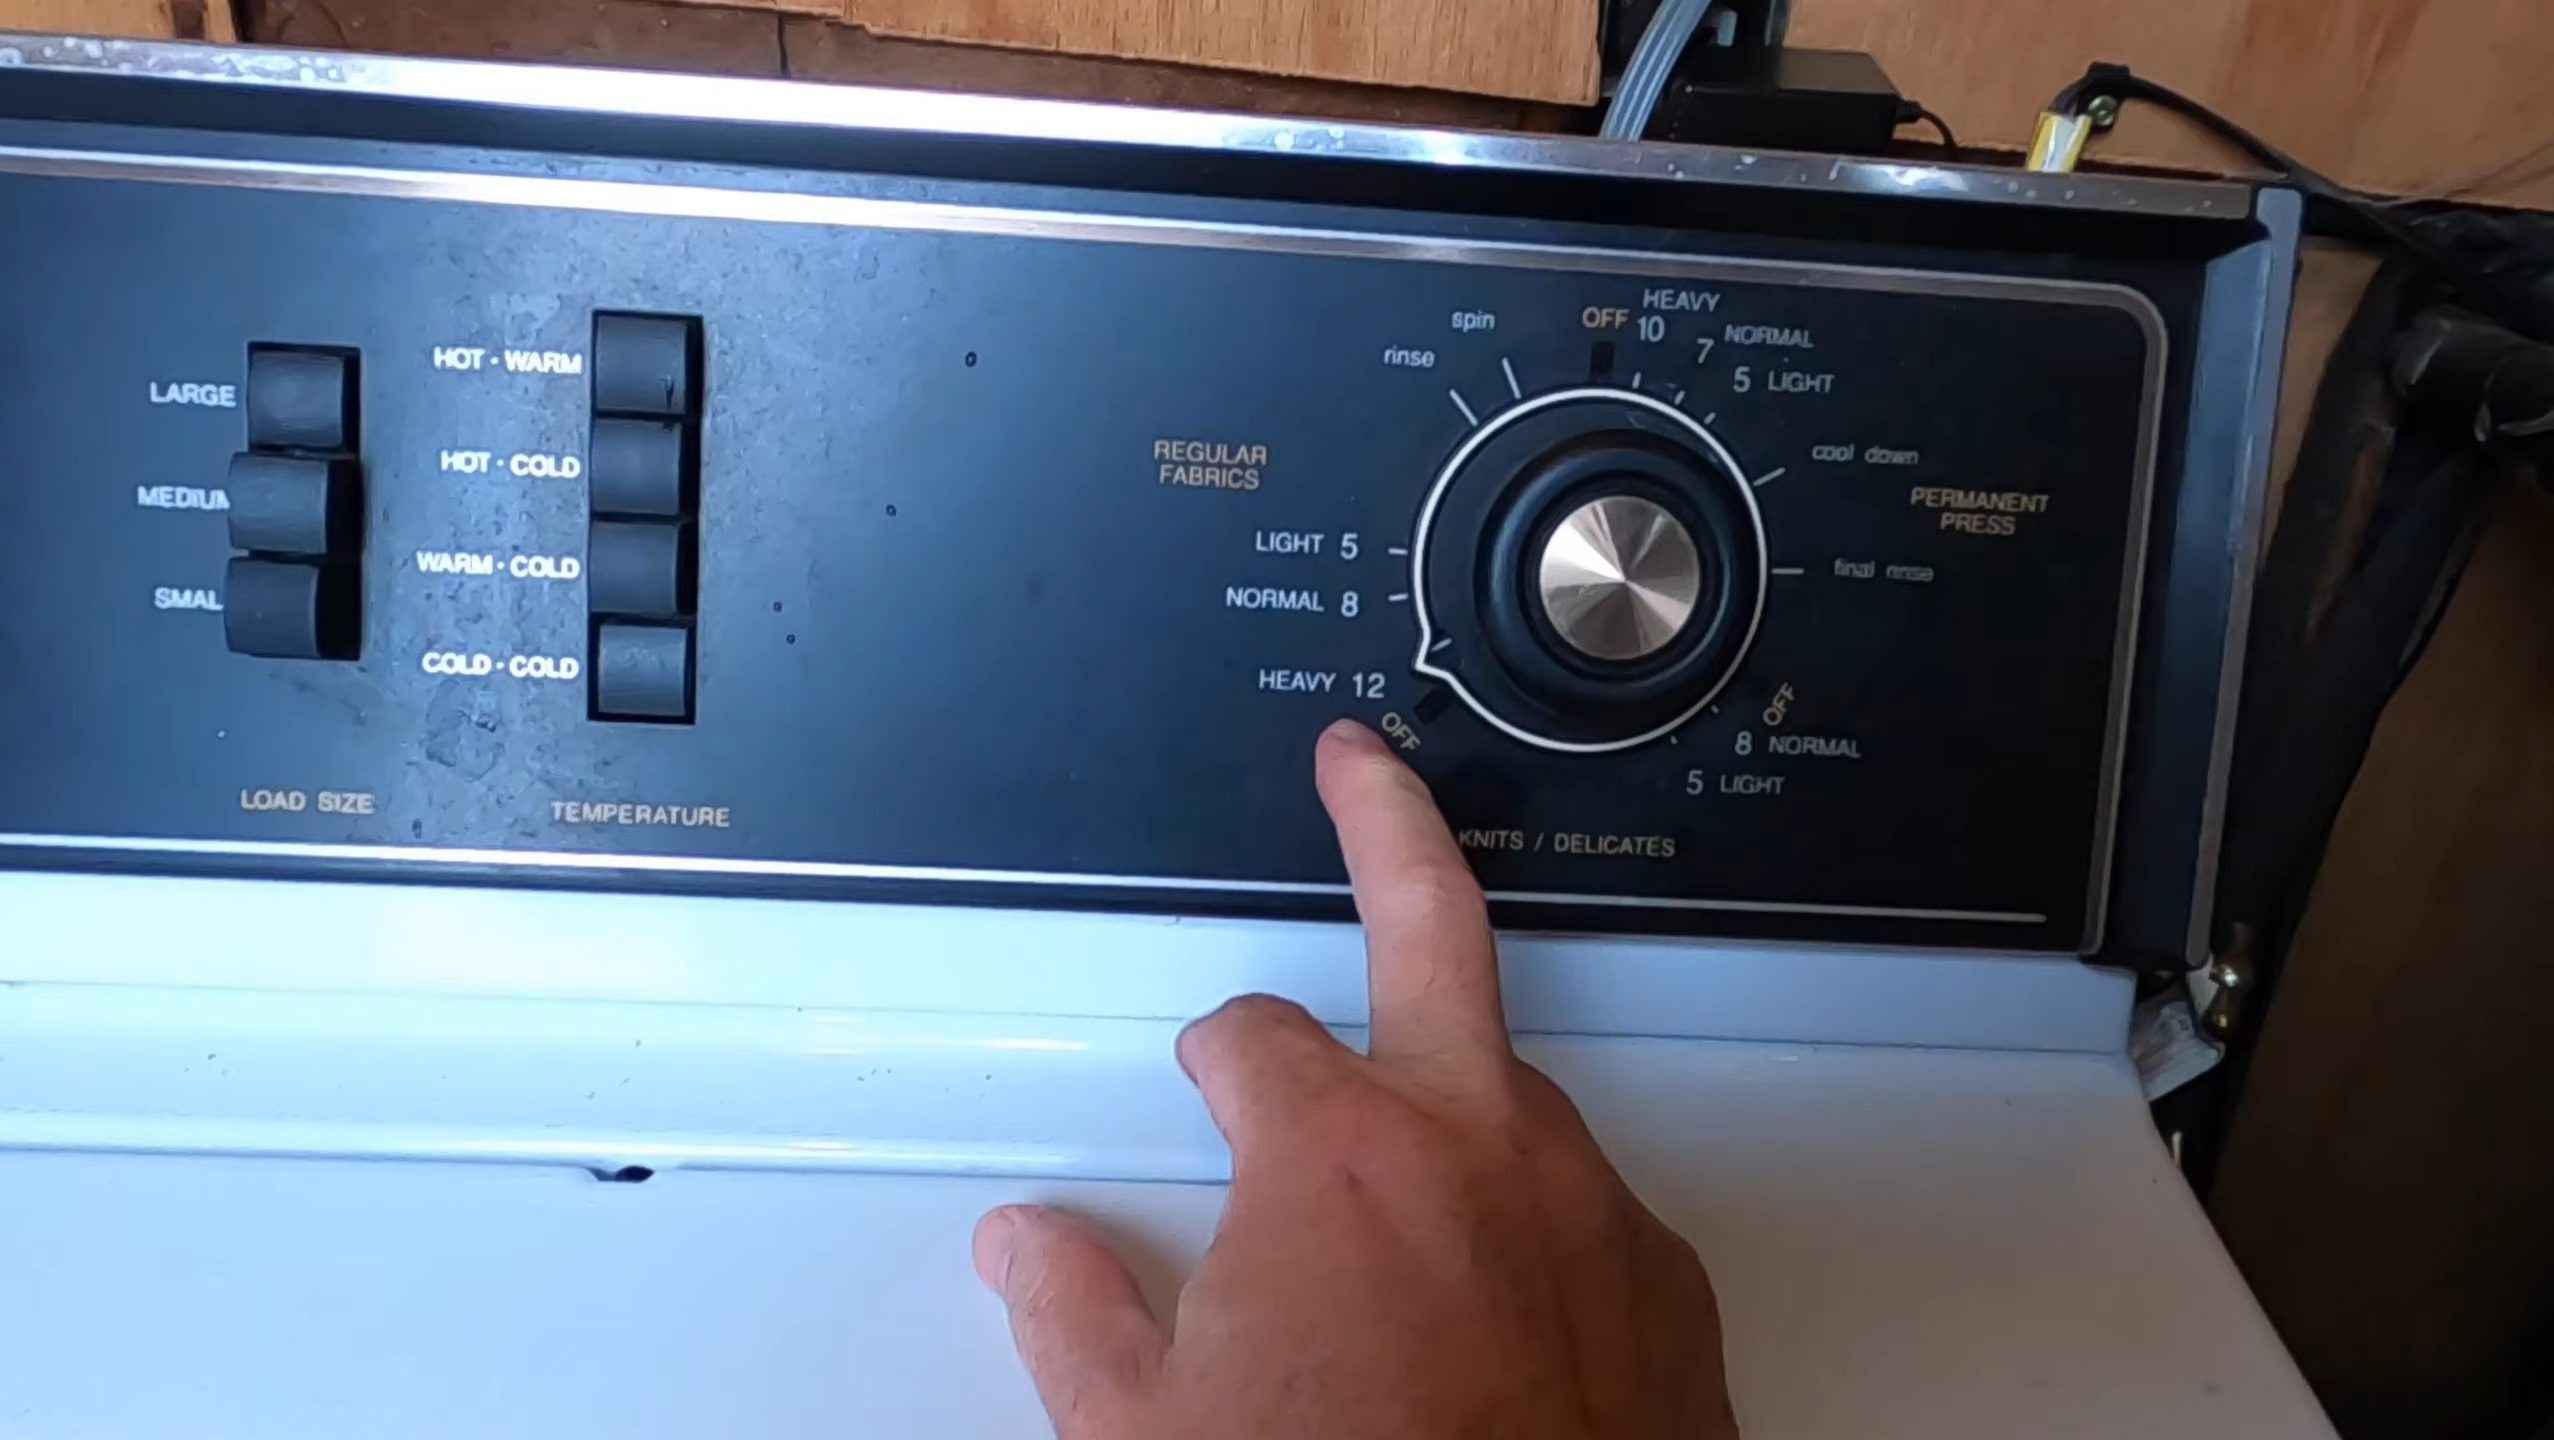 LARGE
MEDIUM
SMAL
LOAD SIZE
HOT · WARM
HOT · COLD
WARM · COLD
COLD · COLD
TEMPERATURE
REGULAR
FABRICS
rinse
spin
LIGHT 5
NORMAL 8
HEAVY 12
OFF
OFF
HEAVY
10
7 NORMAL
5 LIGHT
cool down
PERMANENT
PRESS
final rinse
OFF
8 NORMAL
5 LIGHT
KNITS / DELICATES